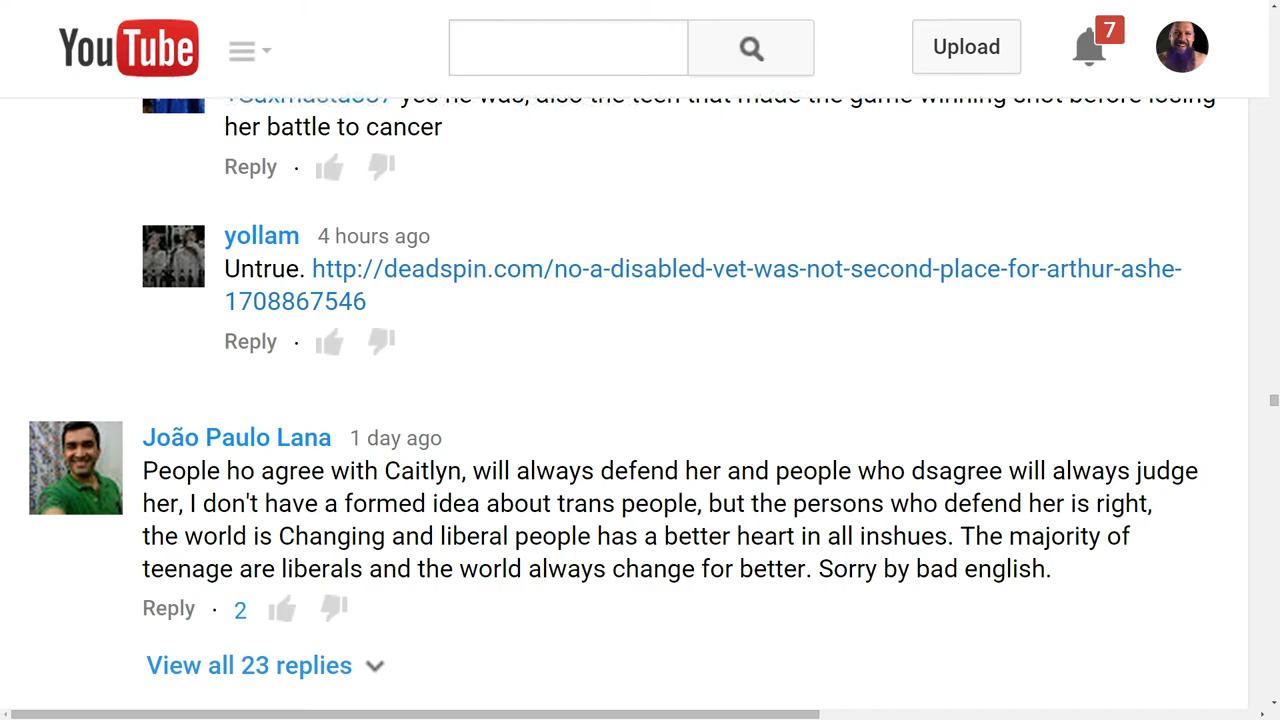 YouTube
Upload
7
yes he was, also the teen that made the game winning shot before losing
her battle to cancer
Reply ·
yollam 4 hours ago
Untrue. http://deadspin.com/no-a-disabled-vet-was-not-second-place-for-arthur-ashe-
1708867546
Reply ·
João Paulo Lana 1 day ago
People ho agree with Caitlyn, will always defend her and people who dsagree will always judge
her, I don't have a formed idea about trans people, but the persons who defend her is right,
the world is Changing and liberal people has a better heart in all inshues. The majority of
teenage are liberals and the world always change for better. Sorry by bad english.
Reply · 2
View all 23 replies